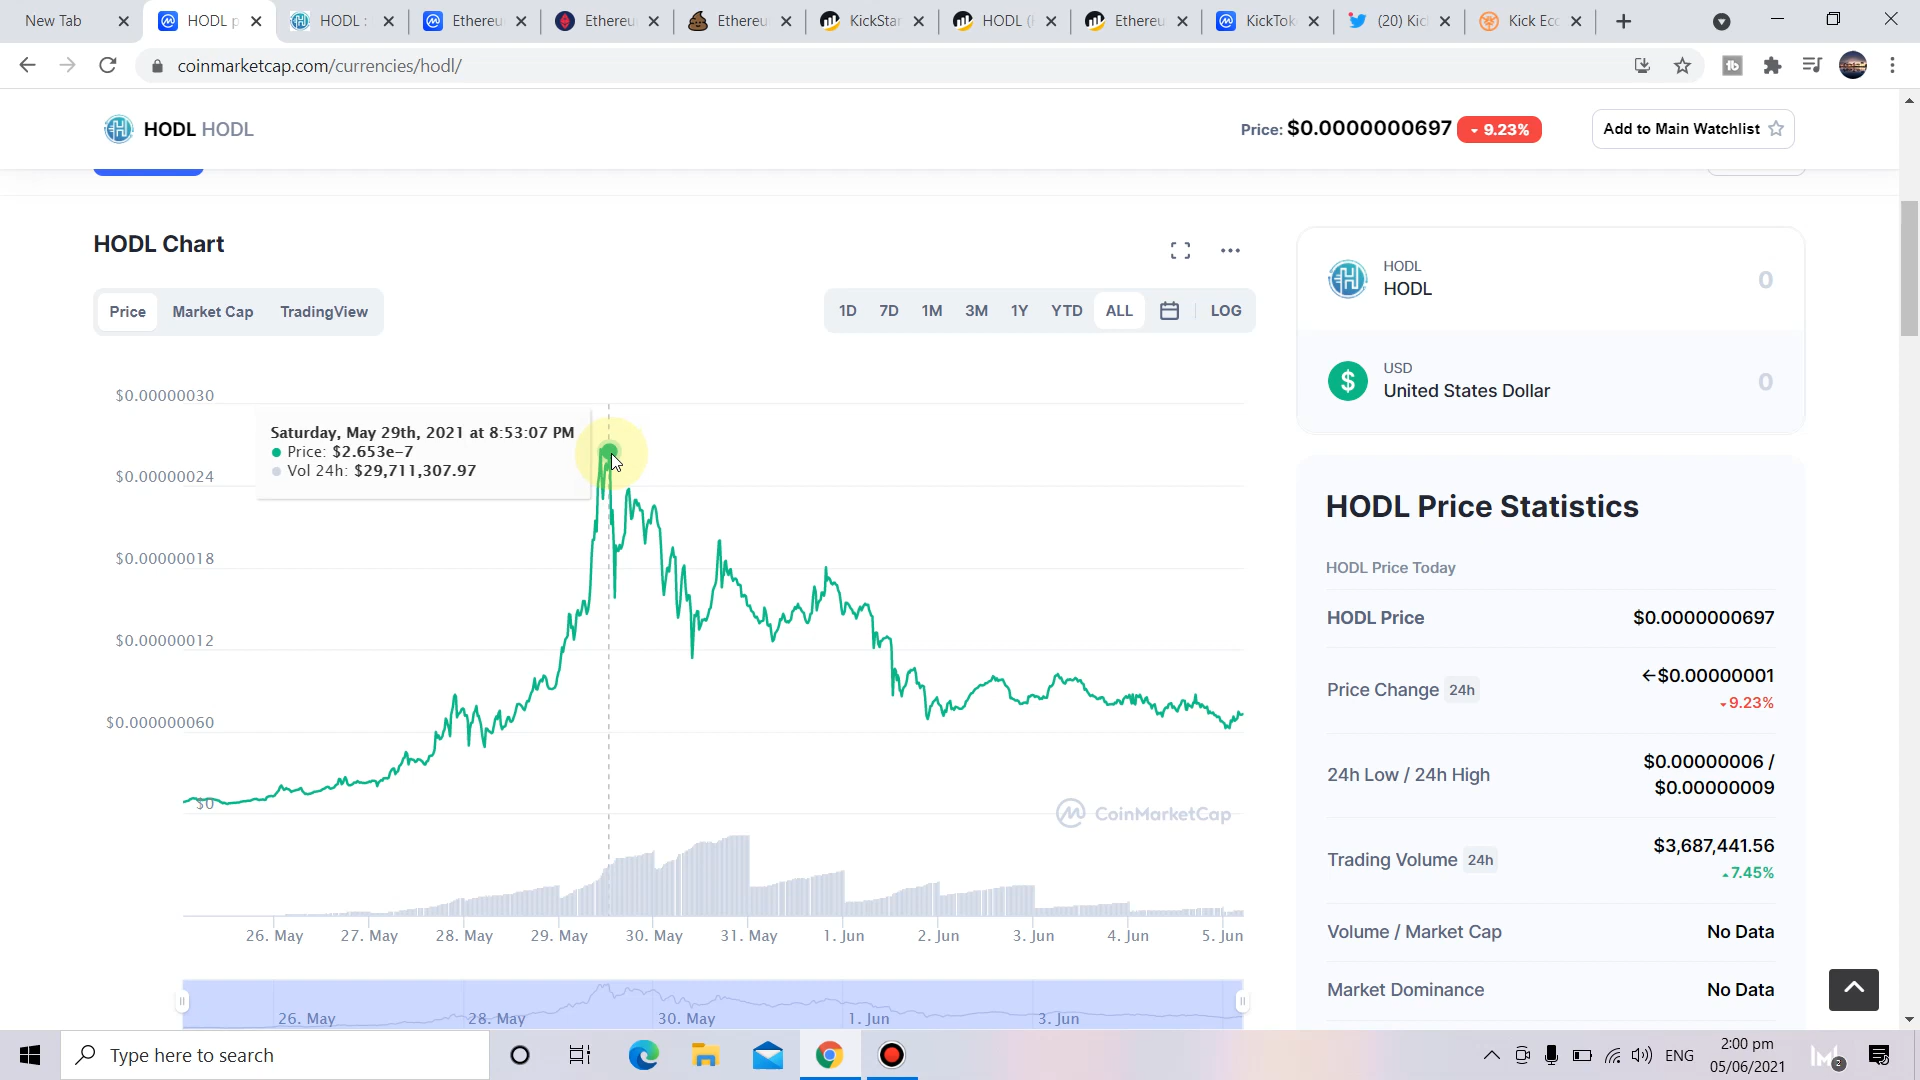 New Tab
HODL p
HODL :
Ethereu
Ethereu
Ethereu
KickStar
HODL (H
Ethereu
KickTok
(20) Kic
Kick Eco
coinmarketcap.com/currencies/hodl/
HODL HODL
Price: $0.0000000697 9.23%
Add to Main Watchlist
HODL Chart
Price Market Cap TradingView
1D 7D 1M 3M 1Y YTD ALL LOG
$0.00000030
$0.00000024
$0.00000018
$0.00000012
$0.000000060
$0
Saturday, May 29th, 2021 at 8:53:07 PM
Price: $2.653e-7
Vol 24h: $29,711,307.97
CoinMarketCap
26. May 27. May 28. May 29. May 30. May 31. May 1. Jun 2. Jun 3. Jun 4. Jun 5. Jun
26. May 28. May 30. May 1. Jun 3. Jun
HODL
HODL
0
USD
United States Dollar
0
HODL Price Statistics
HODL Price Today
HODL Price $0.0000000697
Price Change 24h
←$0.00000001
9.23%
24h Low / 24h High
$0.00000006 /
$0.00000009
Trading Volume 24h
$3,687,441.56
7.45%
Volume / Market Cap No Data
Market Dominance No Data
Type here to search
ENG
2:00 pm
05/06/2021
2